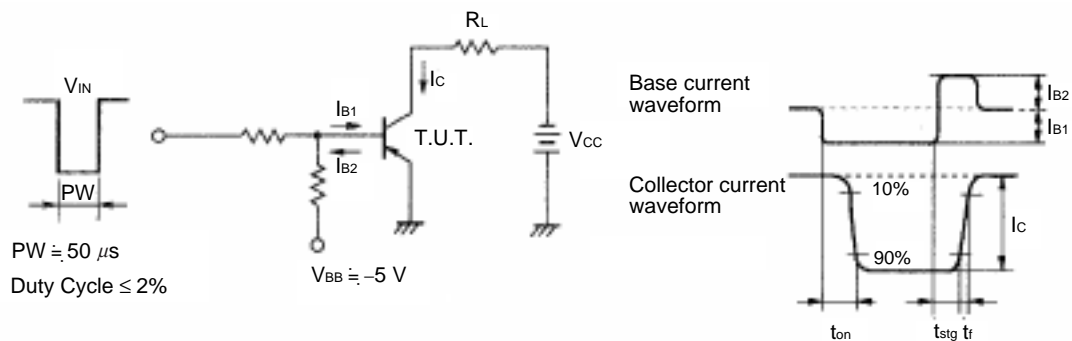 VIN
PW
PW ≒ 50 μs
Duty Cycle ≤ 2%
RL
IC
IB1
IB2
T.U.T.
VCC
VBB ≒ −5 V
Base current
waveform
IB2
IB1
Collector current
waveform
10%
90%
IC
ton
tstg
tf